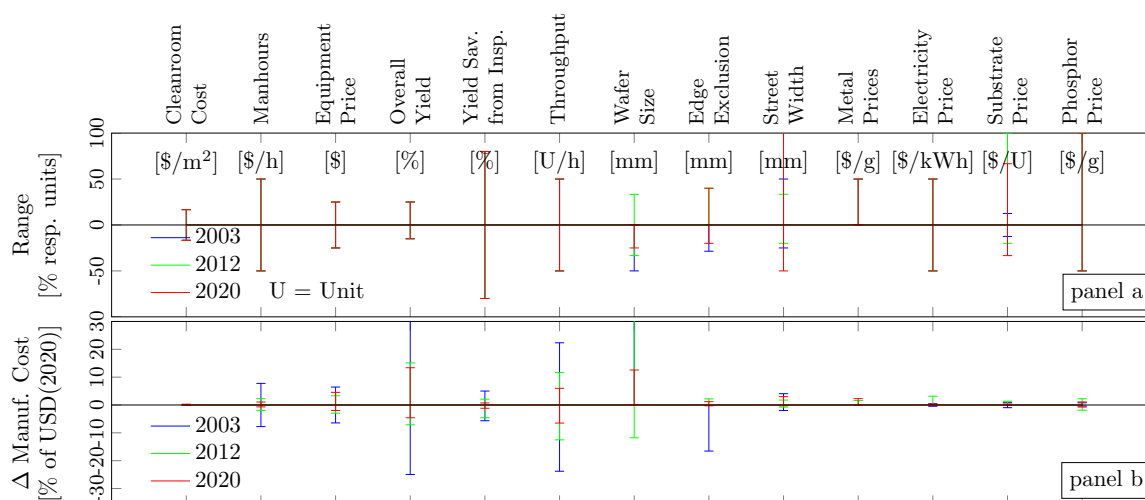 Cleanroom
Cost
Manhours
Equipment
Price
Overall
Yield
Yield Sav.
from Insp.
Throughput
Wafer
Size
Edge
Exclusion
Street
Width
Metal
Prices
Electricity
Price
Substrate
Price
Phosphor
Price
[$/m²] [$/h] [$] [%] [%] [U/h] [mm] [mm] [mm] [$/g] [$/kWh] [$/U] [$/g]
Range
[% resp. units]
100
50
0
-50
2003
2012
2020
U = Unit
panel a
Δ Manuf. Cost
[% of USD(2020)]
30
30
20
10
0
-10
-20
-30
2003
2012
2020
panel b